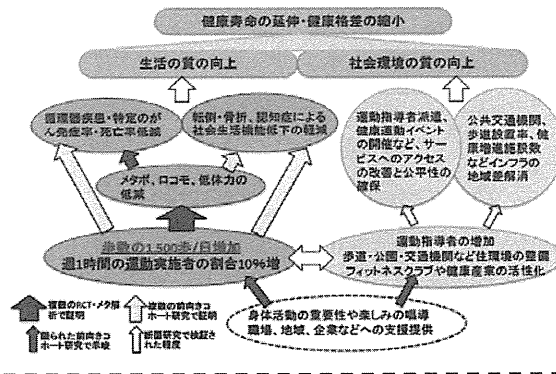 健康寿命の延伸・健康格差の縮小
生活の質の向上
社会環境の質の向上
循環器疾患・特定のがん
発症率・死亡率低減
転倒・骨折、認知症による
社会生活機能低下の軽減
運動指導者派遣、
健康運動イベント
の開催など、サー
ビスへのアクセス
の改善と公平性の
確保
公共交通機関、
歩道設置率、健
康増進施設数
などインフラの
地域差解消
メタボ、ロコモ、低体力の
低減
歩数の1500歩/日増加
週1時間の運動実施者の割合10%増
運動指導者の増加
歩道・公園・交通機関など住環境の整備
フィットネスクラブや健康産業の活性化
身体活動の重要性や楽しみの唱導
職場、地域、企業などへの支援提供
複数のRCT・メタ解
析で証明
複数の前向きコ
ホート研究で証明
限られた前向きコ
ホート研究で示唆
断面研究で検証さ
れた程度